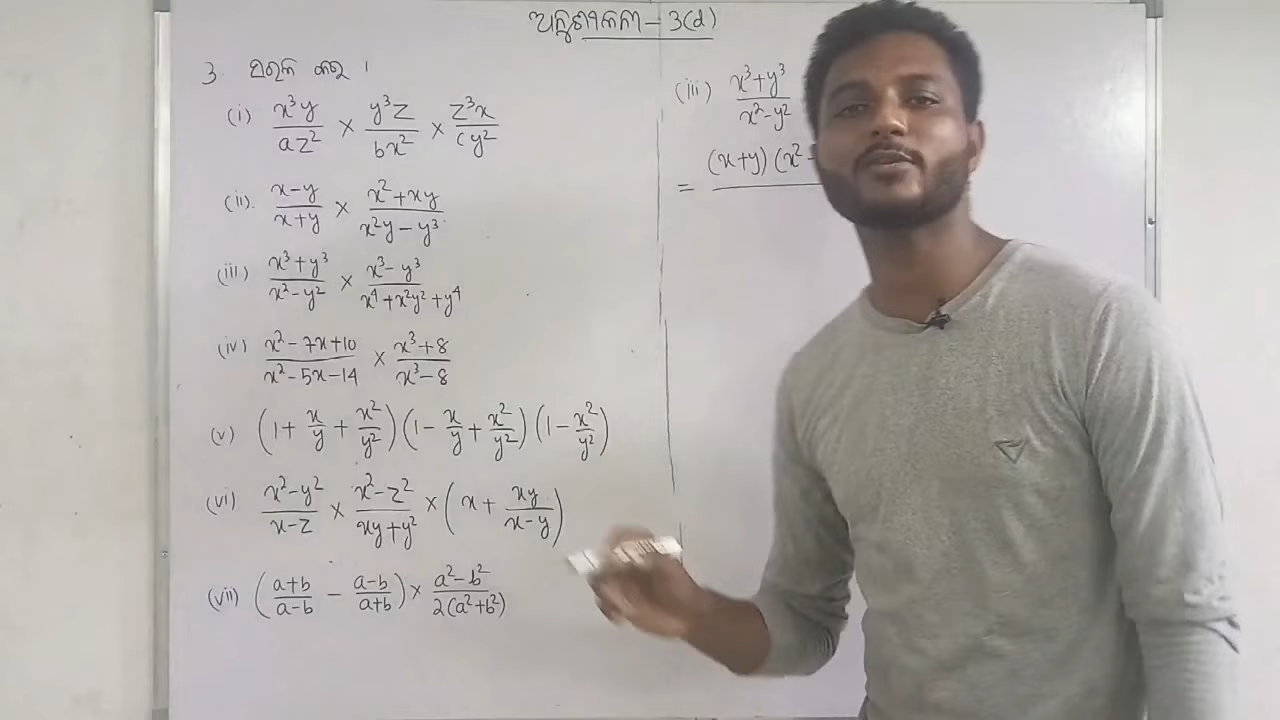 ଅନୁଶୀଳନୀ – 3(d)
3. ସରଳ କର ।
(i) x³y/az² × y³z/bx² × z³x/cy²
(ii). x-y/x+y × x²+xy/x²y-y³
(iii) x³+y³/x²-y² × x³-y³/x⁴+x²y²+y⁴
(iv) x²-7x+10/x²-5x-14 × x³+8/x³-8
(v) (1+x/y+x²/y²)(1-x/y+x²/y²)(1-x²/y²)
(vi) x²-y²/x-z × x²-z²/xy+y² × (x+xy/x-y)
(vii) (a+b/a-b - a-b/a+b) × a²-b²/2(a²+b²)
(iii) x³+y³/x²-y²
= (x+y)(x²-